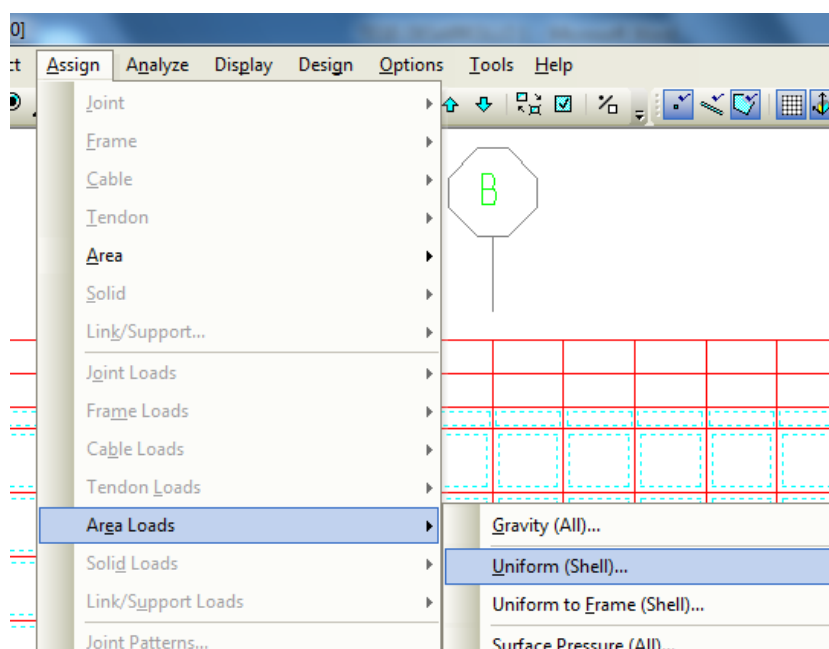 0]
ct Assign Analyze Display Design Options Tools Help
Joint
Frame
Cable
Tendon
Area
Solid
Link/Support...
Joint Loads
Frame Loads
Cable Loads
Tendon Loads
Area Loads
Solid Loads
Link/Support Loads
Joint Patterns...
B
Gravity (All)...
Uniform (Shell)...
Uniform to Frame (Shell)...
Surface Pressure (All)...